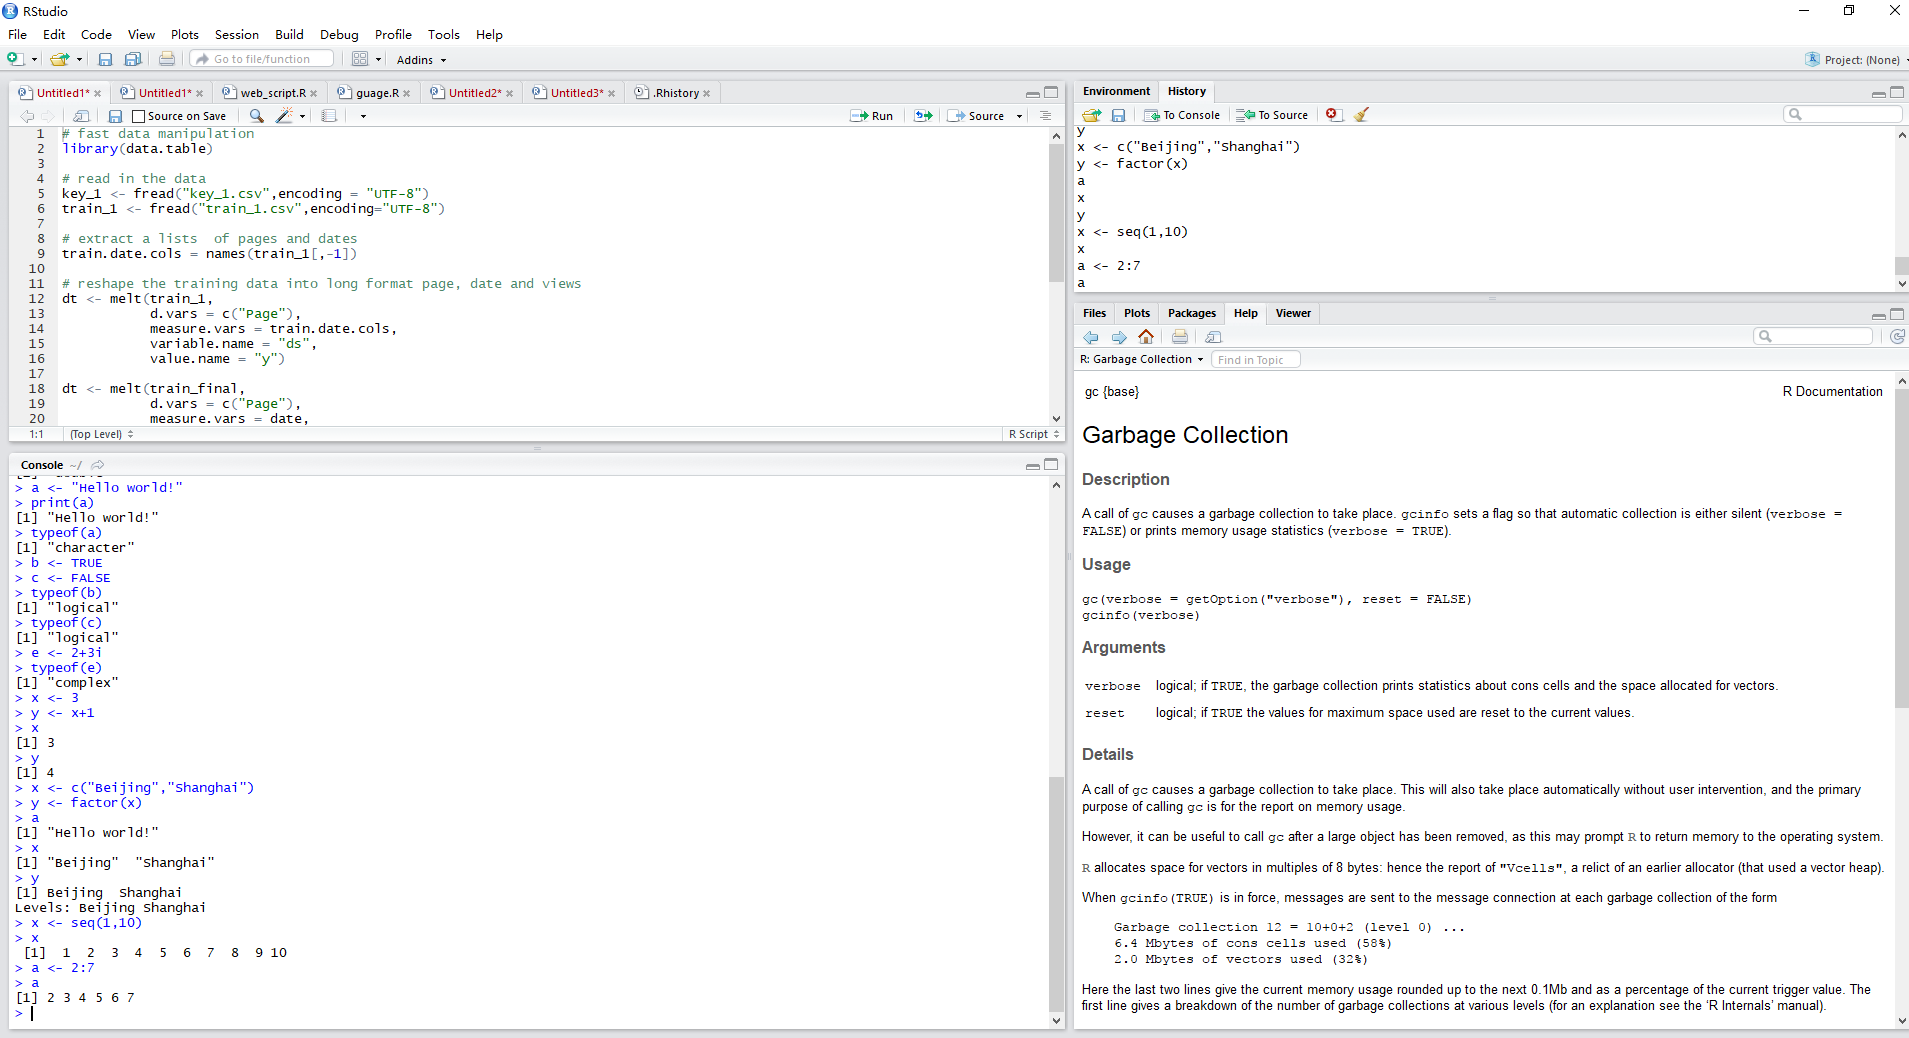 RStudio
File Edit Code View Plots Session Build Debug Profile Tools Help
Go to file/function Addins Project: (None)
Untitled1* Untitled1* web_script.R guage.R Untitled2* Untitled3* .Rhistory
Source on Save Run Source
1 # fast data manipulation
2 library(data.table)
3
4 # read in the data
5 key_1 <- fread("key_1.csv",encoding = "UTF-8")
6 train_1 <- fread("train_1.csv",encoding="UTF-8")
7
8 # extract a lists  of pages and dates
9 train.date.cols = names(train_1[,-1])
10
11 # reshape the training data into long format page, date and views
12 dt <- melt(train_1,
13            d.vars = c("Page"),
14            measure.vars = train.date.cols,
15            variable.name = "ds",
16            value.name = "y")
17
18 dt <- melt(train_final,
19            d.vars = c("Page"),
20            measure.vars = date,
1:1 (Top Level) R Script
Console ~/
> a <- "Hello world!"
> print(a)
[1] "Hello world!"
> typeof(a)
[1] "character"
> b <- TRUE
> c <- FALSE
> typeof(b)
[1] "logical"
> typeof(c)
[1] "logical"
> e <- 2+3i
> typeof(e)
[1] "complex"
> x <- 3
> y <- x+1
> x
[1] 3
> y
[1] 4
> x <- c("Beijing","Shanghai")
> y <- factor(x)
> a
[1] "Hello world!"
> x
[1] "Beijing"  "Shanghai"
> y
[1] Beijing  Shanghai
Levels: Beijing Shanghai
> x <- seq(1,10)
> x
[1]  1  2  3  4  5  6  7  8  9 10
> a <- 2:7
> a
[1] 2 3 4 5 6 7
>
Environment History
To Console To Source
y
x <- c("Beijing","Shanghai")
y <- factor(x)
a
x
y
x <- seq(1,10)
x
a <- 2:7
a
Files Plots Packages Help Viewer
R: Garbage Collection Find in Topic
gc {base} R Documentation
Garbage Collection
Description
A call of gc causes a garbage collection to take place. gcinfo sets a flag so that automatic collection is either silent (verbose =
FALSE) or prints memory usage statistics (verbose = TRUE).
Usage
gc(verbose = getOption("verbose"), reset = FALSE)
gcinfo(verbose)
Arguments
verbose logical; if TRUE, the garbage collection prints statistics about cons cells and the space allocated for vectors.
reset logical; if TRUE the values for maximum space used are reset to the current values.
Details
A call of gc causes a garbage collection to take place. This will also take place automatically without user intervention, and the primary
purpose of calling gc is for the report on memory usage.
However, it can be useful to call gc after a large object has been removed, as this may prompt R to return memory to the operating system.
R allocates space for vectors in multiples of 8 bytes: hence the report of "Vcells", a relict of an earlier allocator (that used a vector heap).
When gcinfo(TRUE) is in force, messages are sent to the message connection at each garbage collection of the form
Garbage collection 12 = 10+0+2 (level 0) ...
6.4 Mbytes of cons cells used (58%)
2.0 Mbytes of vectors used (32%)
Here the last two lines give the current memory usage rounded up to the next 0.1Mb and as a percentage of the current trigger value. The
first line gives a breakdown of the number of garbage collections at various levels (for an explanation see the ‘R Internals’ manual).